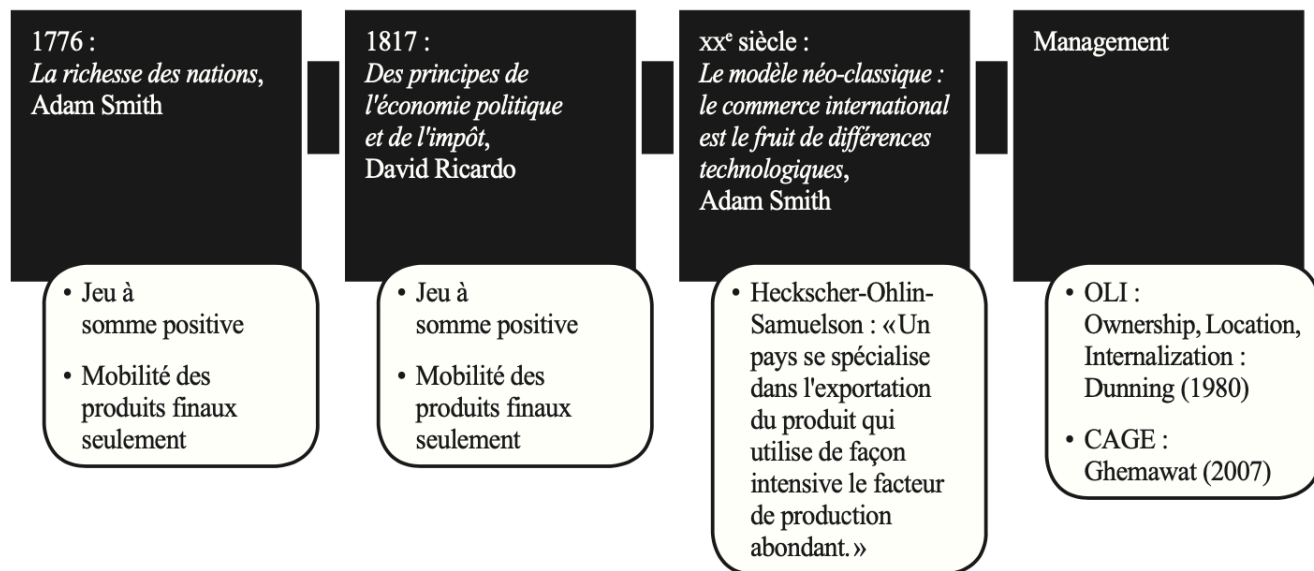 1776 :
La richesse des nations,
Adam Smith
• Jeu à
somme positive
• Mobilité des
produits finaux
seulement
1817 :
Des principes de
l'économie politique
et de l'impôt,
David Ricardo
• Jeu à
somme positive
• Mobilité des
produits finaux
seulement
XXe siècle :
Le modèle néo-classique :
le commerce international
est le fruit de différences
technologiques,
Adam Smith
• Heckscher-Ohlin-
Samuelson : «Un
pays se spécialise
dans l'exportation
du produit qui
utilise de façon
intensive le facteur
de production
abondant.»
Management
• OLI :
Ownership, Location,
Internalization :
Dunning (1980)
• CAGE :
Ghemawat (2007)